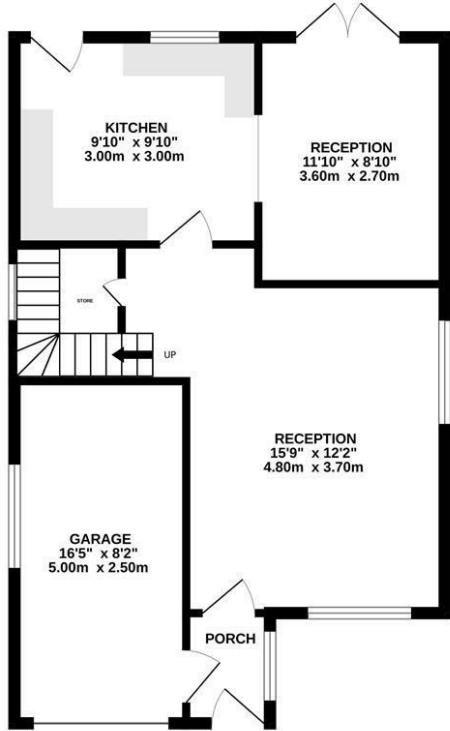 KITCHEN
9'10" x 9'10"
3.00m x 3.00m
RECEPTION
11'10" x 8'10"
3.60m x 2.70m
STORE
UP
RECEPTION
15'9" x 12'2"
4.80m x 3.70m
GARAGE
16'5" x 8'2"
5.00m x 2.50m
PORCH